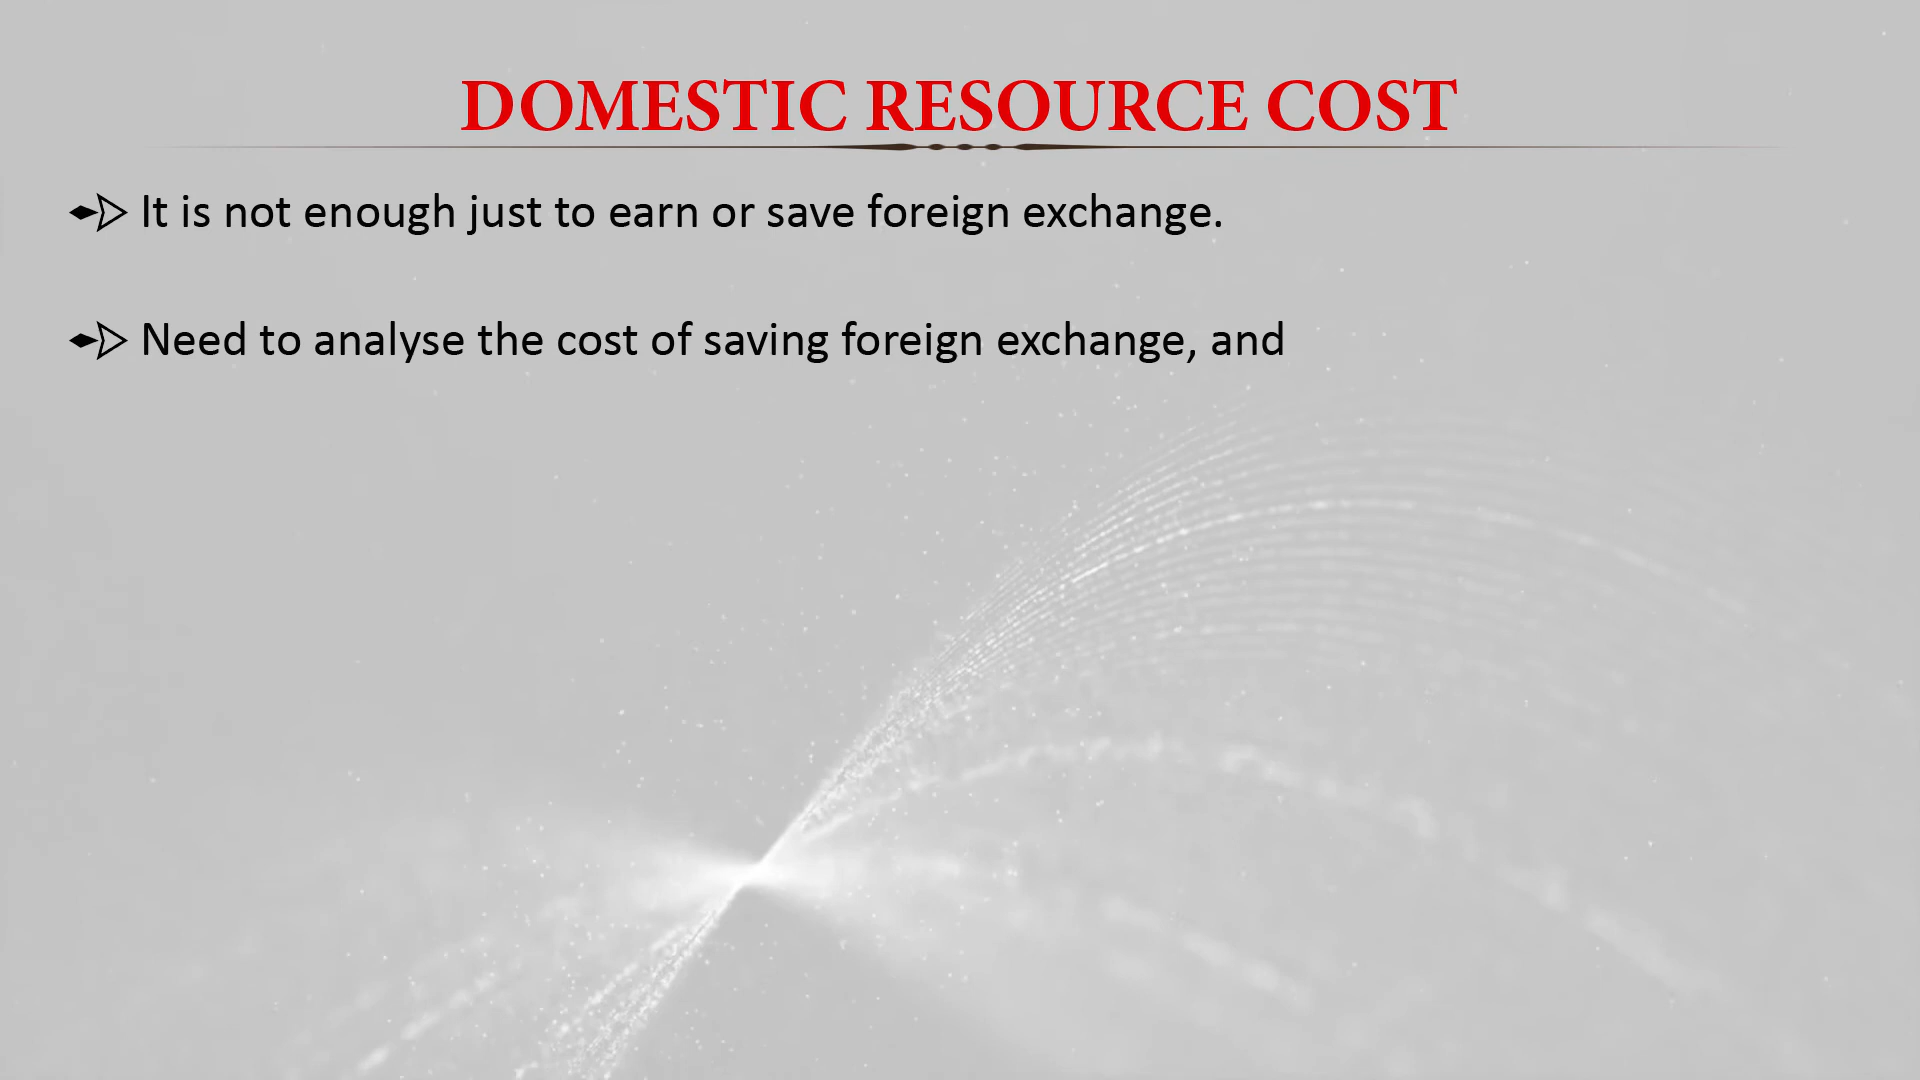 DOMESTIC RESOURCE COST
It is not enough just to earn or save foreign exchange.
Need to analyse the cost of saving foreign exchange, and